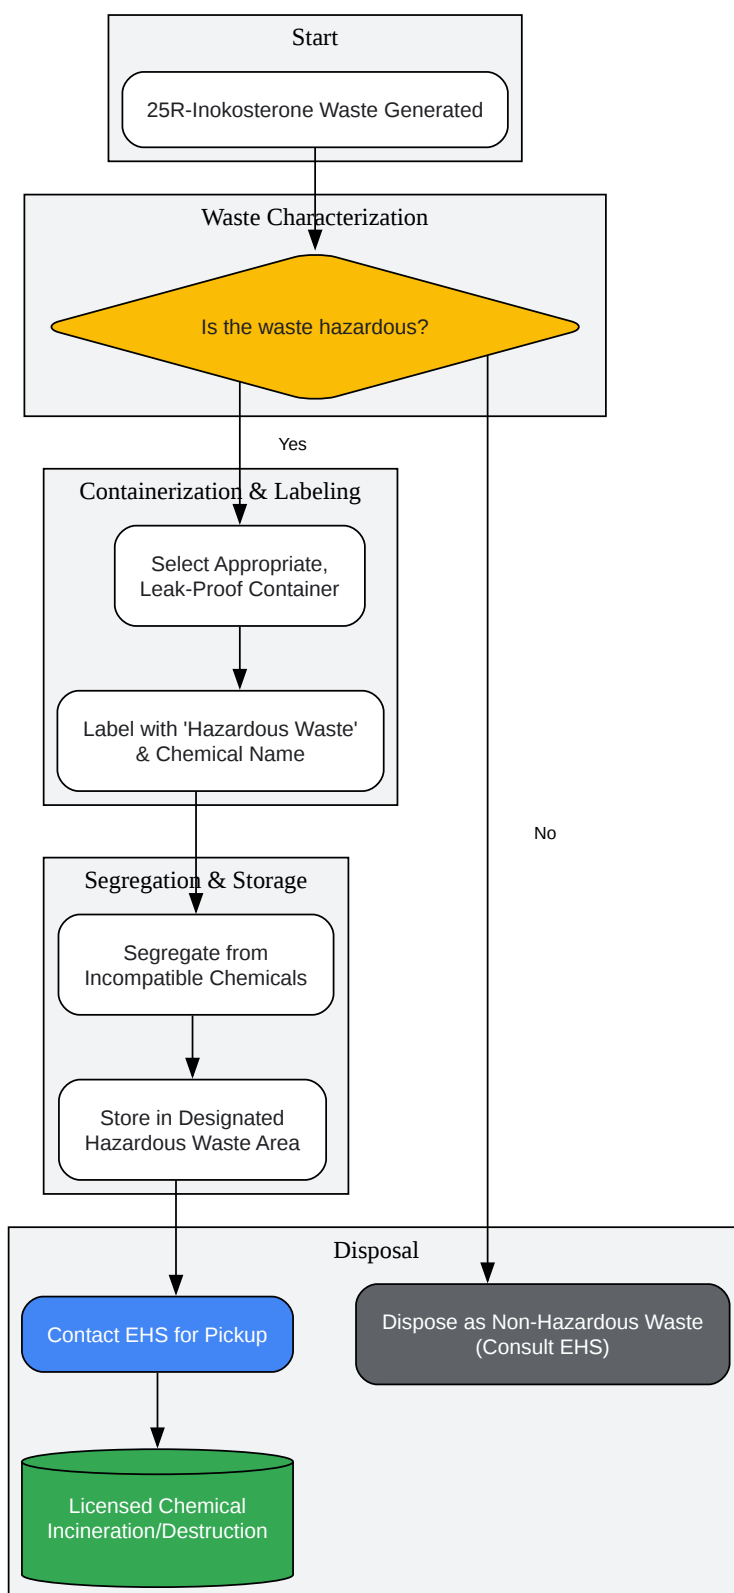 Start
25R-Inokosterone Waste Generated
Waste Characterization
Is the waste hazardous?
Yes
Containerization & Labeling
Select Appropriate,
Leak-Proof Container
Label with 'Hazardous Waste'
& Chemical Name
No
Segregation & Storage
Segregate from
Incompatible Chemicals
Store in Designated
Hazardous Waste Area
Disposal
Contact EHS for Pickup
Dispose as Non-Hazardous Waste
(Consult EHS)
Licensed Chemical
Incineration/Destruction